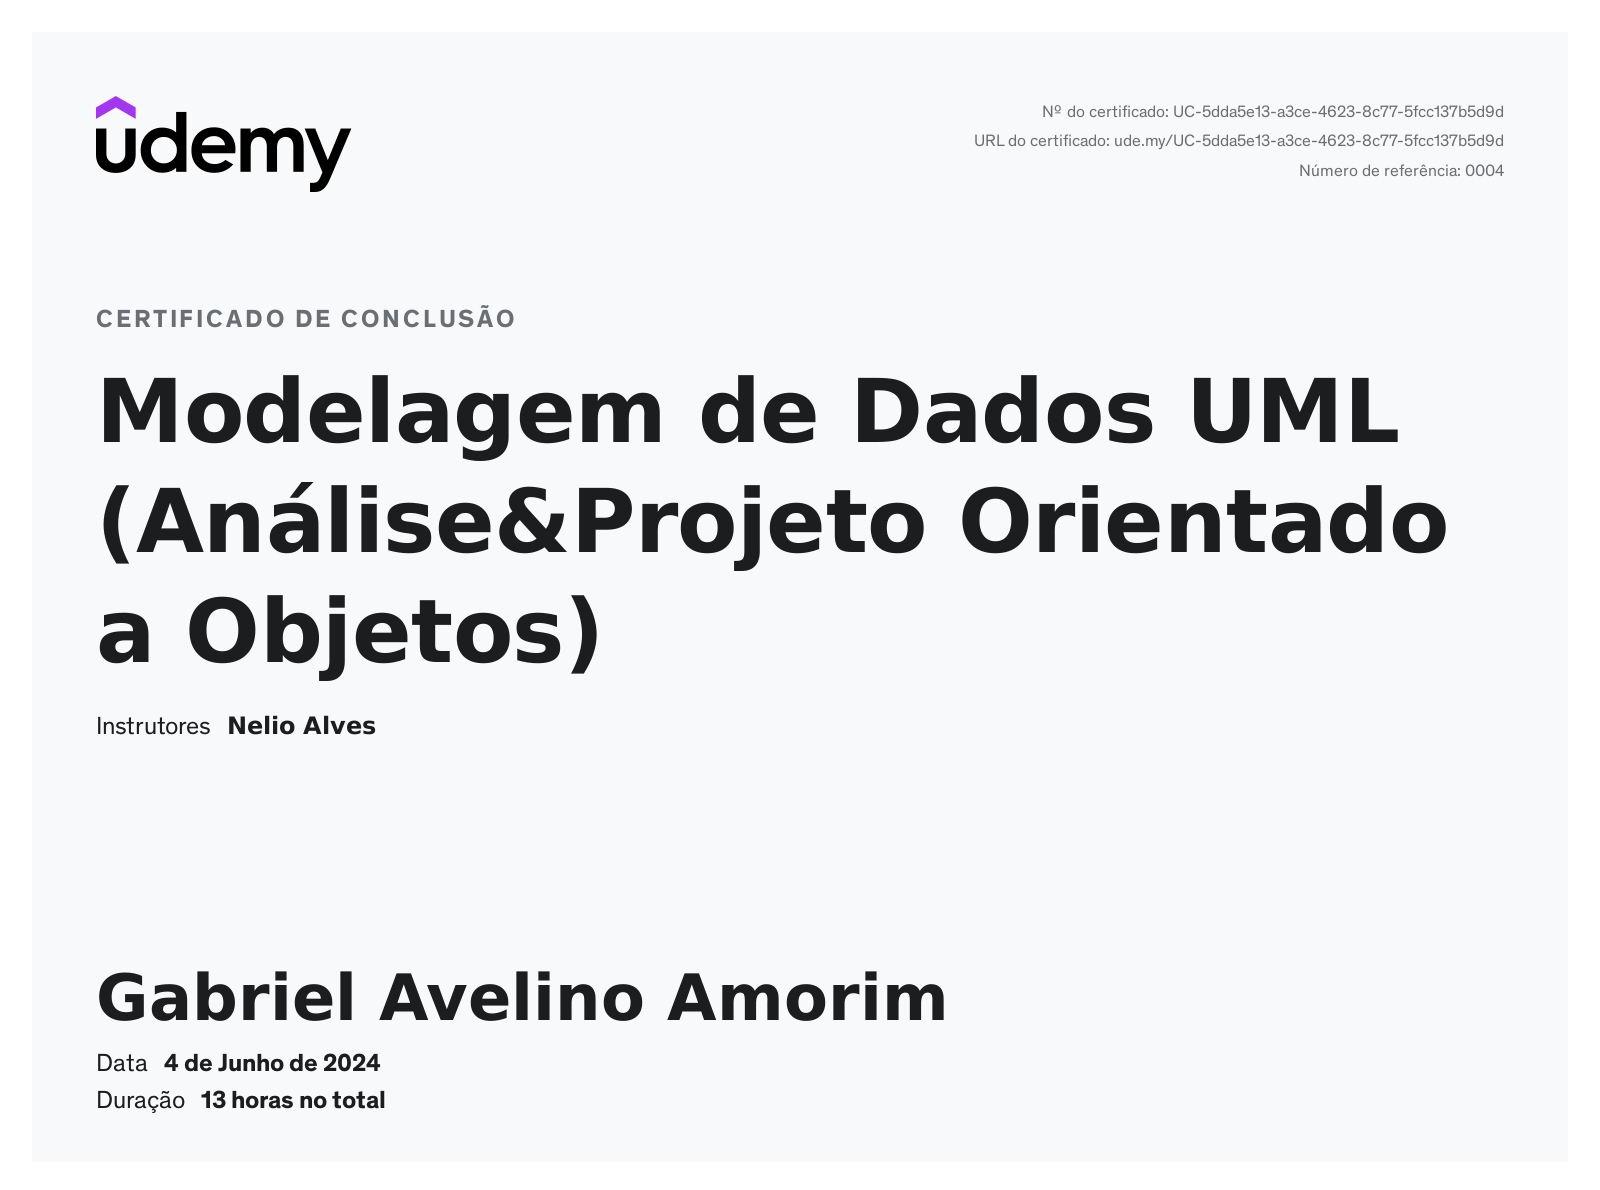 udemy
Nº do certificado: UC-5dda5e13-a3ce-4623-8c77-5fcc137b5d9d
URL do certificado: ude.my/UC-5dda5e13-a3ce-4623-8c77-5fcc137b5d9d
Número de referência: 0004
CERTIFICADO DE CONCLUSÃO
Modelagem de Dados UML
(Análise&Projeto Orientado
a Objetos)
Instrutores Nelio Alves
Gabriel Avelino Amorim
Data 4 de Junho de 2024
Duração 13 horas no total